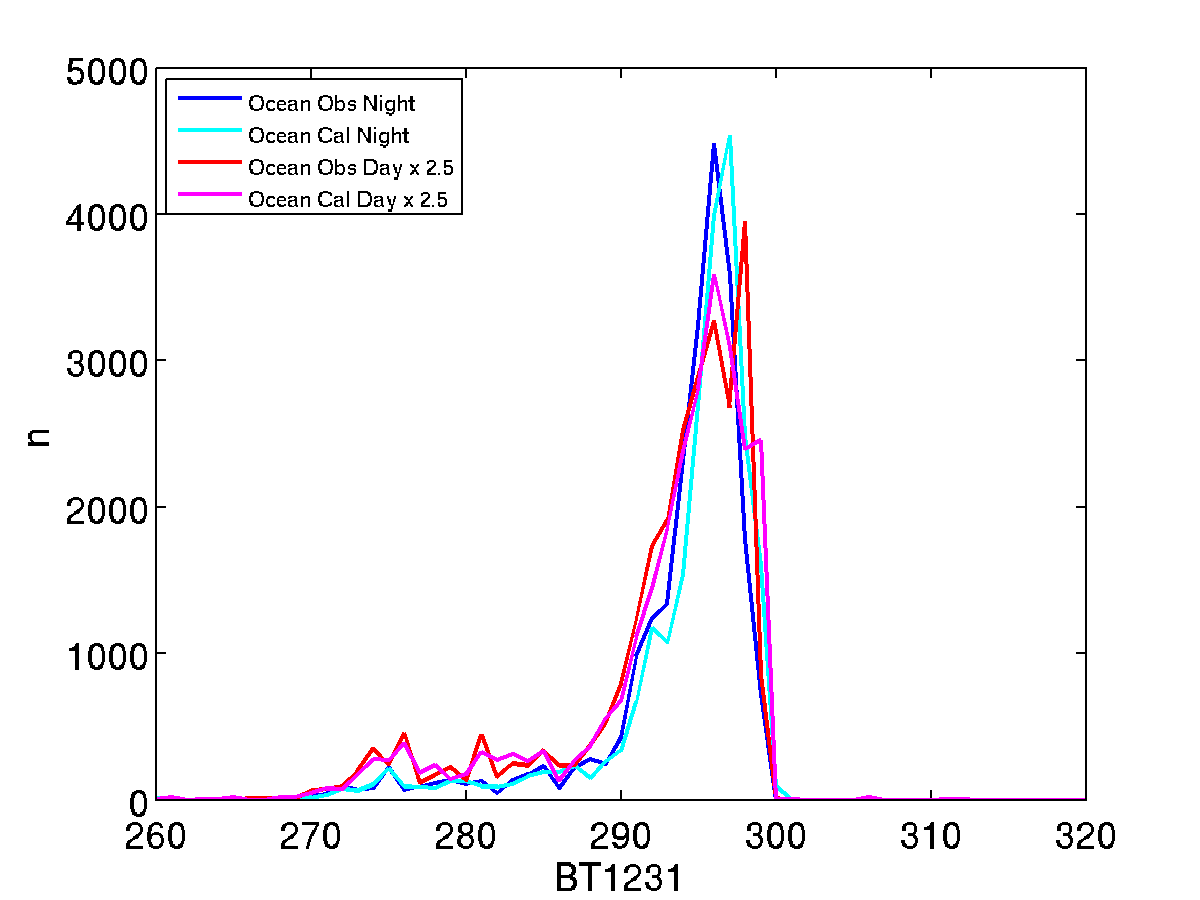 5000
4000
3000
2000
1000
0
n
Ocean Obs Night
Ocean Cal Night
Ocean Obs Day x 2.5
Ocean Cal Day x 2.5
260 270 280 290 300 310 320
BT1231